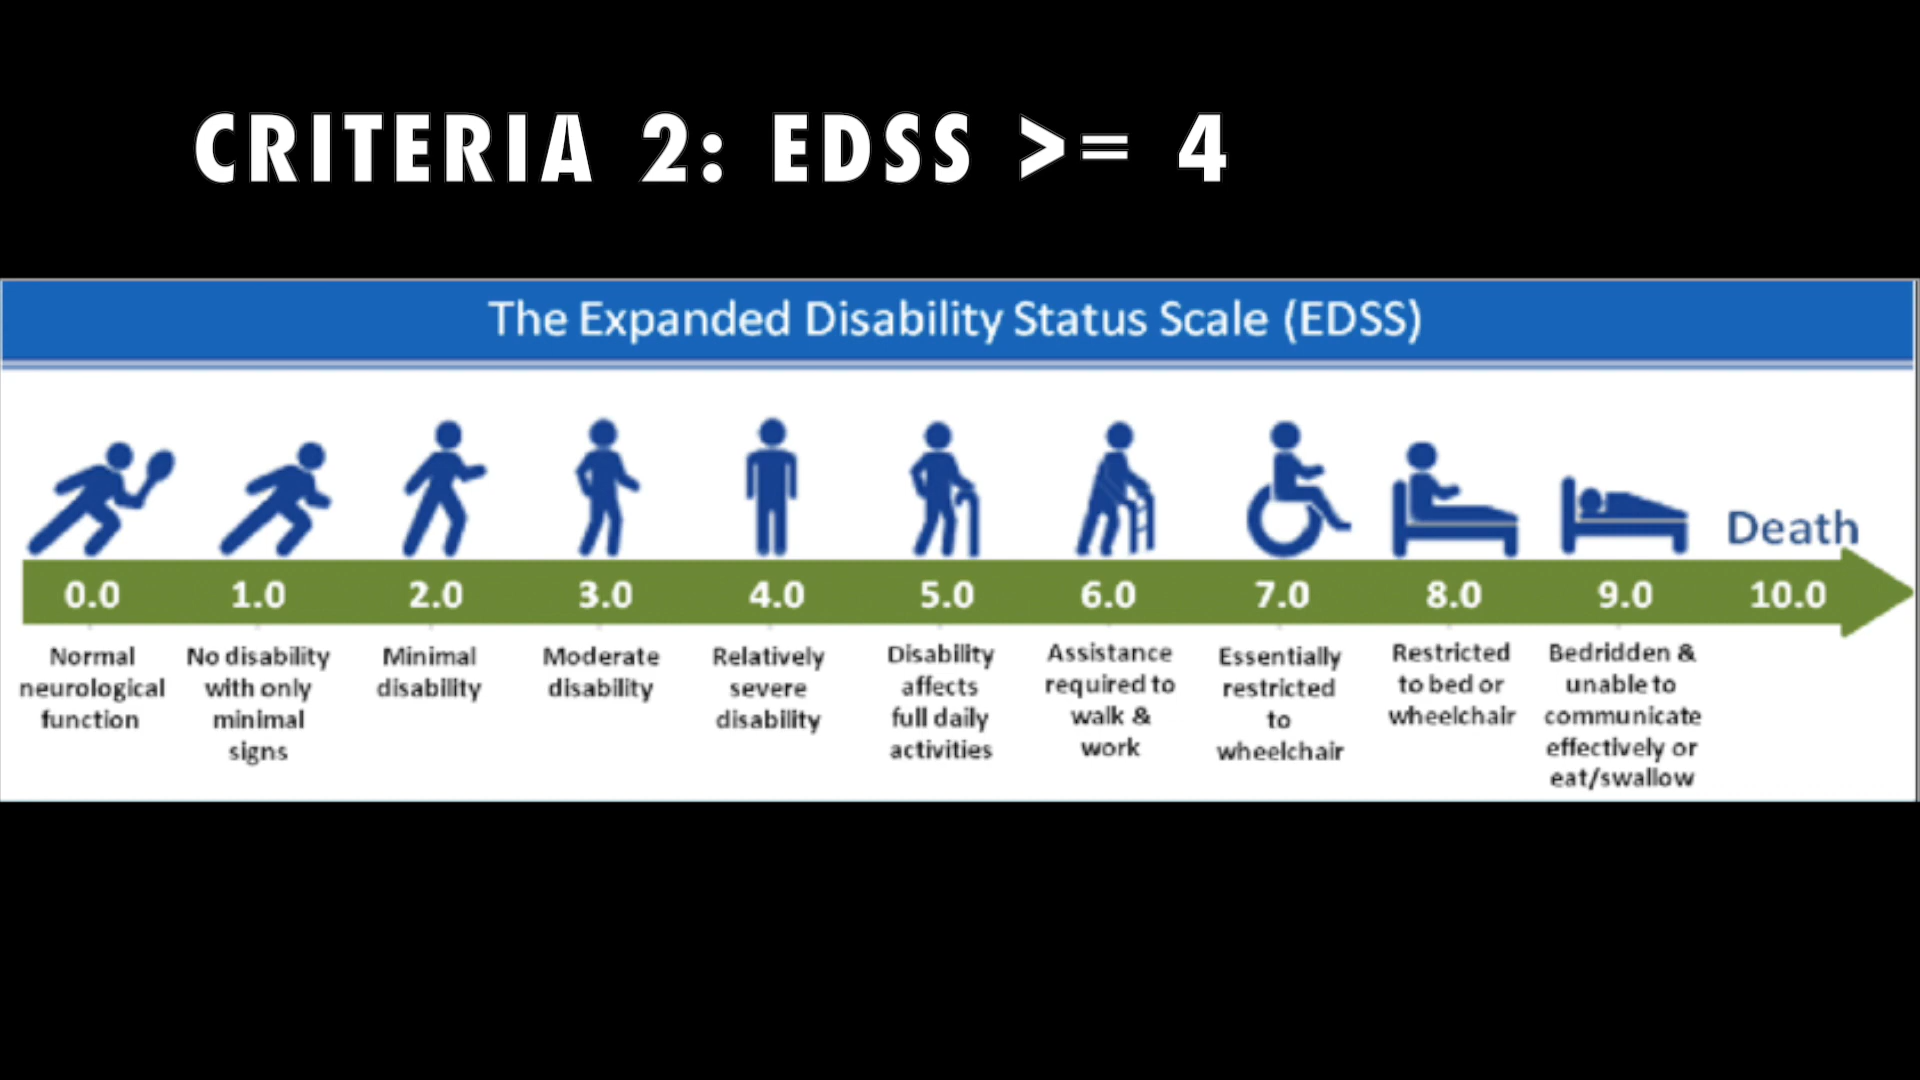 CRITERIA 2: EDSS >= 4
The Expanded Disability Status Scale (EDSS)
Death
0.0 1.0 2.0 3.0 4.0 5.0 6.0 7.0 8.0 9.0 10.0
Normal
neurological
function
No disability
with only
minimal
signs
Minimal
disability
Moderate
disability
Relatively
severe
disability
Disability
affects
full daily
activities
Assistance
required to
walk &
work
Essentially
restricted
to
wheelchair
Restricted
to bed or
wheelchair
Bedridden &
unable to
communicate
effectively or
eat/swallow